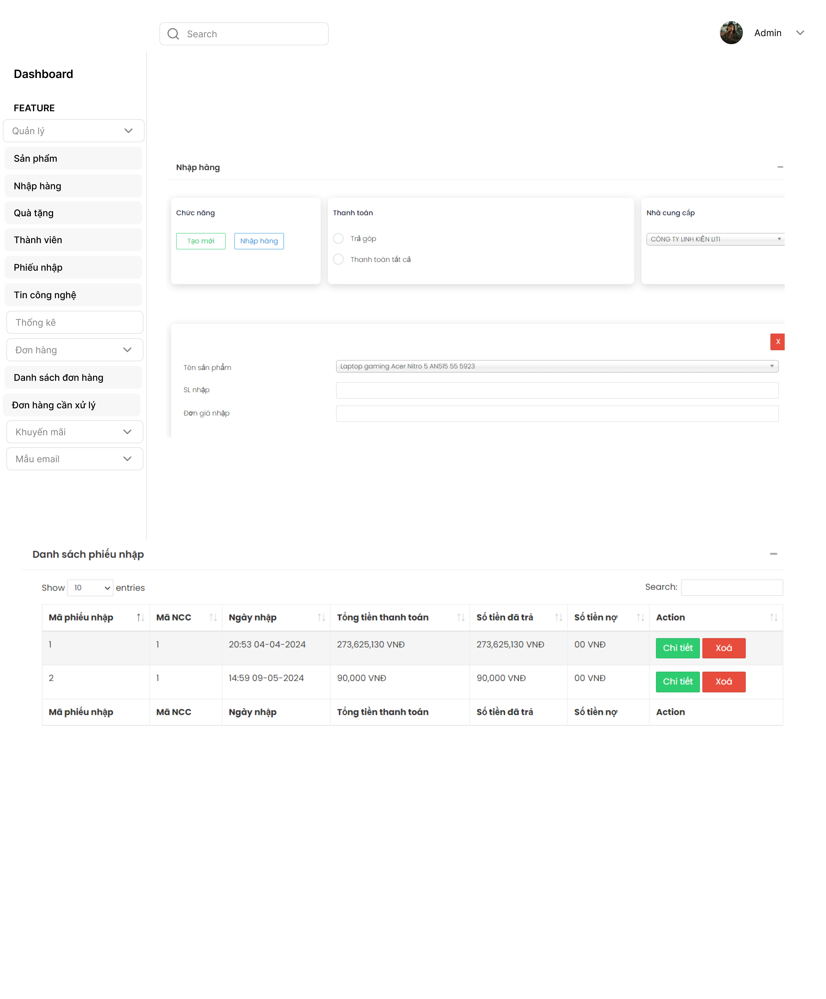 Search
Admin
Dashboard
FEATURE
Quản lý
Sản phẩm
Nhập hàng
Quà tặng
Thành viên
Phiếu nhập
Tin công nghệ
Thống kê
Đơn hàng
Danh sách đơn hàng
Đơn hàng cần xử lý
Khuyến mãi
Mẫu email
Nhập hàng
Chức năng
Tạo mới Nhập hàng
Thanh toán
Trả góp
Thanh toán tất cả
Nhà cung cấp
CÔNG TY LINH KIỆN LITI
X
Tên sản phẩm Laptop gaming Acer Nitro 5 AN515 55 5923
SL nhập
Đơn giá nhập
Danh sách phiếu nhập
Show 10 entries Search:
Mã phiếu nhập Mã NCC Ngày nhập Tổng tiền thanh toán Số tiền đã trả Số tiền nợ Action
1 1 20:53 04-04-2024 273,625,130 VNĐ 273,625,130 VNĐ 00 VNĐ Chi tiết Xoá
2 1 14:59 09-05-2024 90,000 VNĐ 90,000 VNĐ 00 VNĐ Chi tiết Xoá
Mã phiếu nhập Mã NCC Ngày nhập Tổng tiền thanh toán Số tiền đã trả Số tiền nợ Action